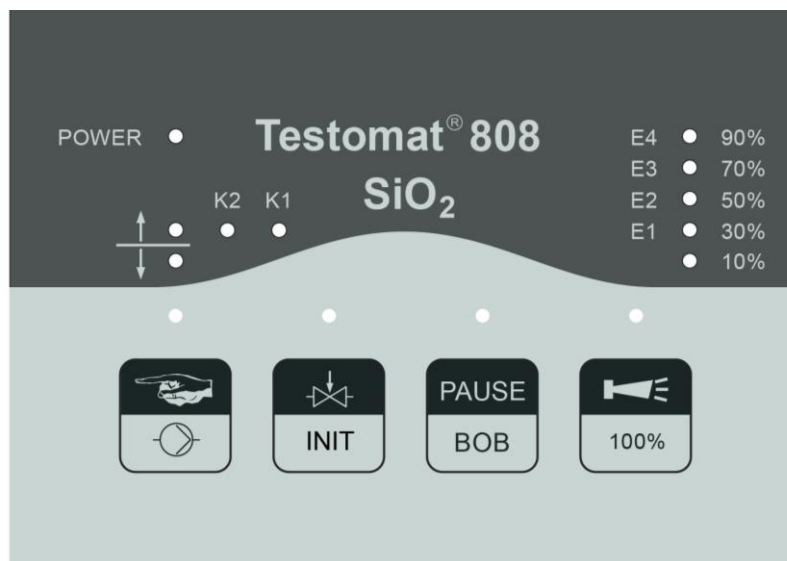 POWER
Testomat® 808
SiO₂
K2 K1
E4 90%
E3 70%
E2 50%
E1 30%
10%
INIT
PAUSE
BOB
100%